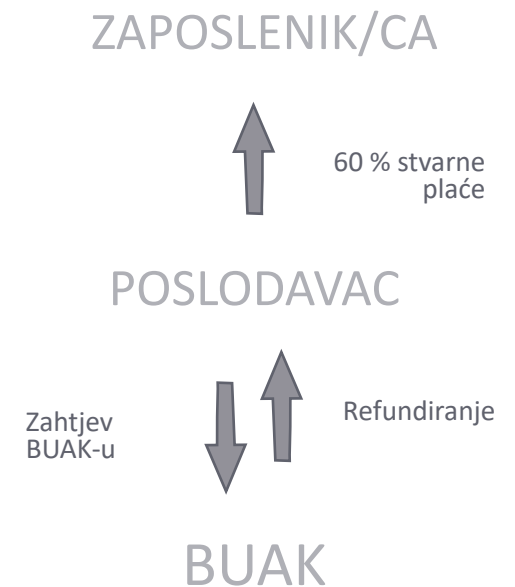 ZAPOSLENIK/CA
60 % stvarne
plaće
POSLODAVAC
Zahtjev
BUAK-u
Refundiranje
BUAK